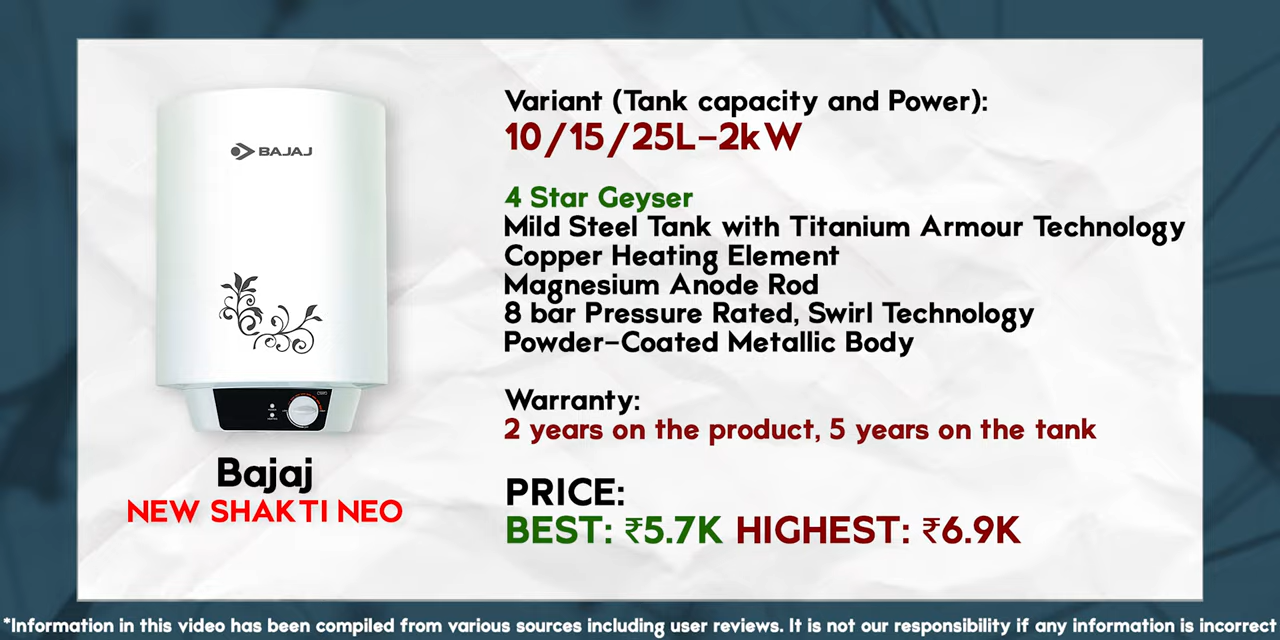 BAJAJ
Bajaj
NEW SHAKTI NEO
Variant (Tank capacity and Power):
10/15/25L-2kW
4 Star Geyser
Mild Steel Tank with Titanium Armour Technology
Copper Heating Element
Magnesium Anode Rod
8 bar Pressure Rated, Swirl Technology
Powder-Coated Metallic Body
Warranty:
2 years on the product, 5 years on the tank
PRICE:
BEST: ₹5.7K HIGHEST: ₹6.9K
*Information in this video has been compiled from various sources including user reviews. It is not our responsibility if any information is incorrect